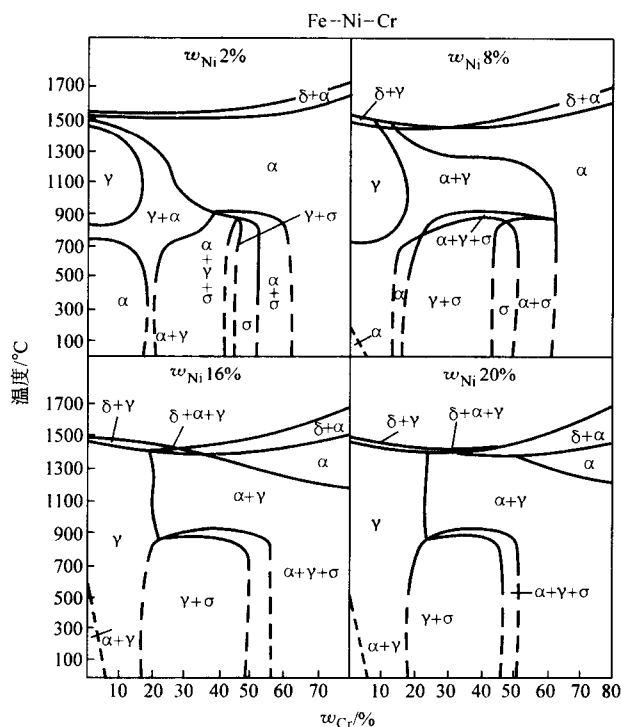 Fe-Ni-Cr
w_Ni 2%
w_Ni 8%
温度/℃
1700
1500
1300
1100
900
700
500
300
100
δ+α
α
γ
γ+α
γ+σ
α+γ+σ
α
α+γ
σ
α+σ
δ+γ
δ+α
γ
α+γ
α
α+γ+σ
α
γ+σ
σ
α+σ
α
w_Ni 16%
w_Ni 20%
1700
1500
1300
1100
900
700
500
300
100
δ+γ
δ+α+γ
δ+α
α
α+γ
γ
γ+σ
α+γ+σ
α+γ
δ+γ
δ+α+γ
δ+α
α
α+γ
γ
γ+σ
α+γ+σ
α+γ
10 20 30 40 50 60 70
10 20 30 40 50 60 70 80
w_Cr/%